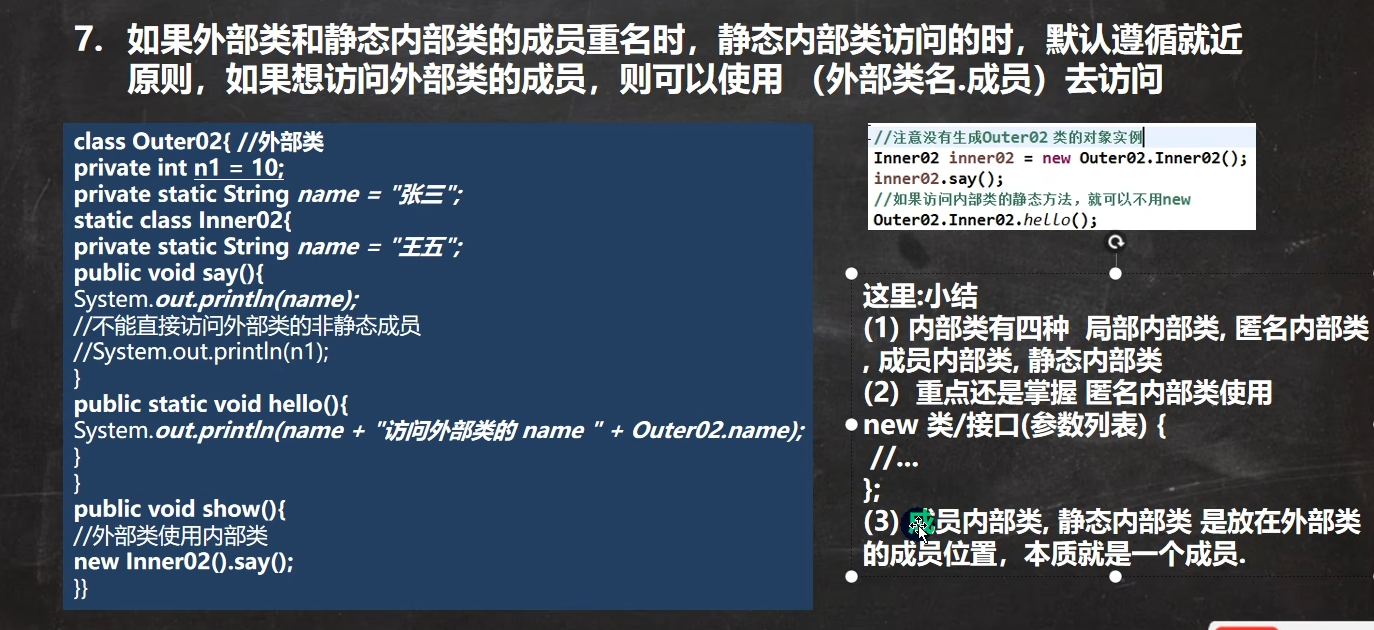 7. 如果外部类和静态内部类的成员重名时，静态内部类访问的时，默认遵循就近
原则，如果想访问外部类的成员，则可以使用 （外部类名.成员）去访问
class Outer02{ //外部类
private int n1 = 10;
private static String name = "张三";
static class Inner02{
private static String name = "王五";
public void say(){
System.out.println(name);
//不能直接访问外部类的非静态成员
//System.out.println(n1);
}
public static void hello(){
System.out.println(name + "访问外部类的 name " + Outer02.name);
}
}
public void show(){
//外部类使用内部类
new Inner02().say();
}}
//注意没有生成Outer02 类的对象实例
Inner02 inner02 = new Outer02.Inner02();
inner02.say();
//如果访问内部类的静态方法，就可以不用new
Outer02.Inner02.hello();
这里:小结
(1) 内部类有四种 局部内部类, 匿名内部类
, 成员内部类, 静态内部类
(2) 重点还是掌握 匿名内部类使用
new 类/接口(参数列表) {
//...
};
(3) 成员内部类, 静态内部类 是放在外部类
的成员位置，本质就是一个成员.